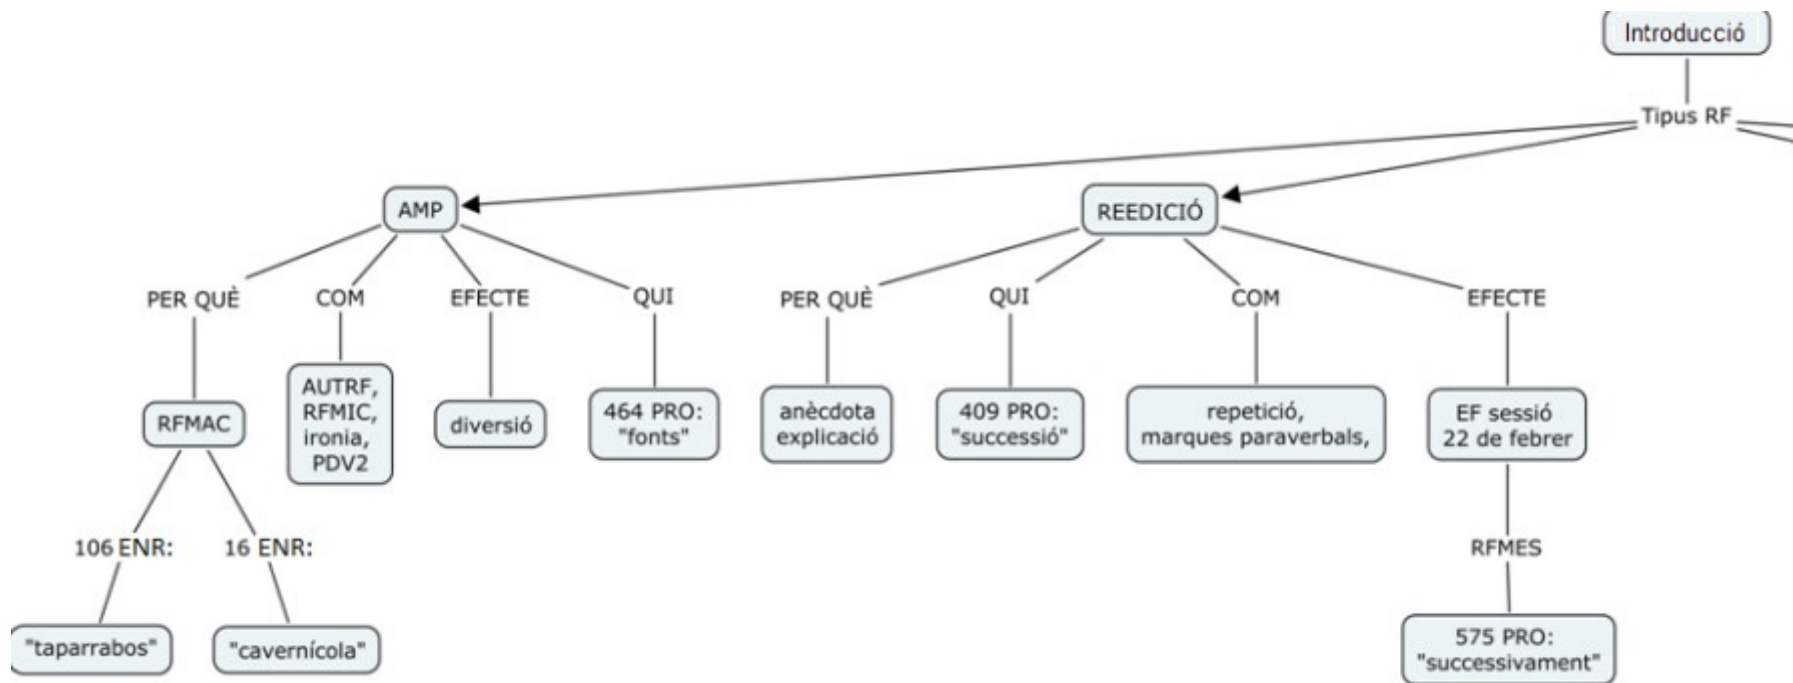 Introducció
Tipus RF
AMP
REEDICIÓ
PER QUÈ
COM
EFECTE
QUI
PER QUÈ
QUI
COM
EFECTE
RFMAC
AUTRF,
RFMIC,
ironia,
PDV2
diversió
464 PRO:
"fonts"
anècdota
explicació
409 PRO:
"successió"
repetició,
marques paraverbals,
EF sessió
22 de febrer
106 ENR:
16 ENR:
RFMES
"taparrabos"
"cavernícola"
575 PRO:
"successivament"